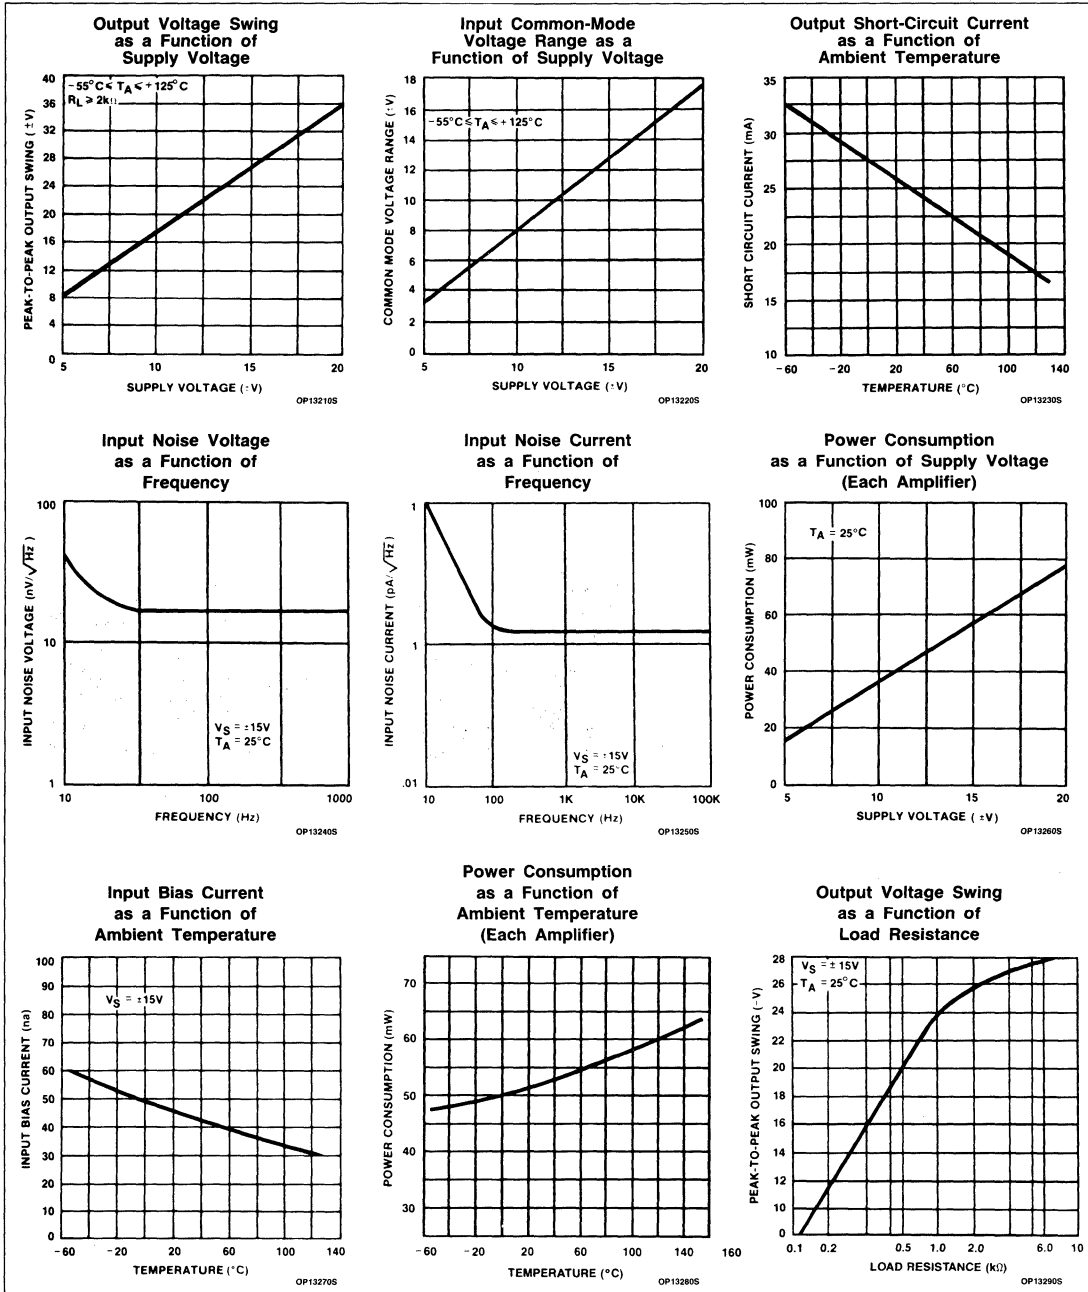 Output Voltage Swing
as a Function of
Supply Voltage
-55°C ≤ TA ≤ +125°C
RL ≥ 2kΩ
PEAK-TO-PEAK OUTPUT SWING (±V)
40
36
32
28
24
20
16
12
8
4
0
5 10 15 20
SUPPLY VOLTAGE (±V)
OP13210S
Input Common-Mode
Voltage Range as a
Function of Supply Voltage
-55°C ≤ TA ≤ +125°C
COMMON MODE VOLTAGE RANGE (±V)
18
16
14
12
10
8
6
4
2
0
5 10 15 20
SUPPLY VOLTAGE (±V)
OP13220S
Output Short-Circuit Current
as a Function of
Ambient Temperature
SHORT CIRCUIT CURRENT (mA)
35
30
25
20
15
10
-60 -20 20 60 100 140
TEMPERATURE (°C)
OP13230S
Input Noise Voltage
as a Function of
Frequency
INPUT NOISE VOLTAGE (nV/√Hz)
100
10
1
VS = ±15V
TA = 25°C
10 100 1000
FREQUENCY (Hz)
OP13240S
Input Noise Current
as a Function of
Frequency
INPUT NOISE CURRENT (pA/√Hz)
1
1
.01
VS = ±15V
TA = 25°C
10 100 1K 10K 100K
FREQUENCY (Hz)
OP13250S
Power Consumption
as a Function of Supply Voltage
(Each Amplifier)
TA = 25°C
POWER CONSUMPTION (mW)
100
80
60
40
20
0
5 10 15 20
SUPPLY VOLTAGE (±V)
OP13260S
Input Bias Current
as a Function of
Ambient Temperature
VS = ±15V
INPUT BIAS CURRENT (na)
100
90
80
70
60
50
40
30
20
10
0
-60 -20 20 60 100 140
TEMPERATURE (°C)
OP13270S
Power Consumption
as a Function of
Ambient Temperature
(Each Amplifier)
POWER CONSUMPTION (mW)
70
60
50
40
30
-60 -20 20 60 100 140 160
TEMPERATURE (°C)
OP13280S
Output Voltage Swing
as a Function of
Load Resistance
VS = ±15V
TA = 25°C
PEAK-TO-PEAK OUTPUT SWING (-V)
28
26
24
22
20
18
16
14
12
10
0
0.1 0.2 0.5 1.0 2.0 6.0 10
LOAD RESISTANCE (kΩ)
OP13290S